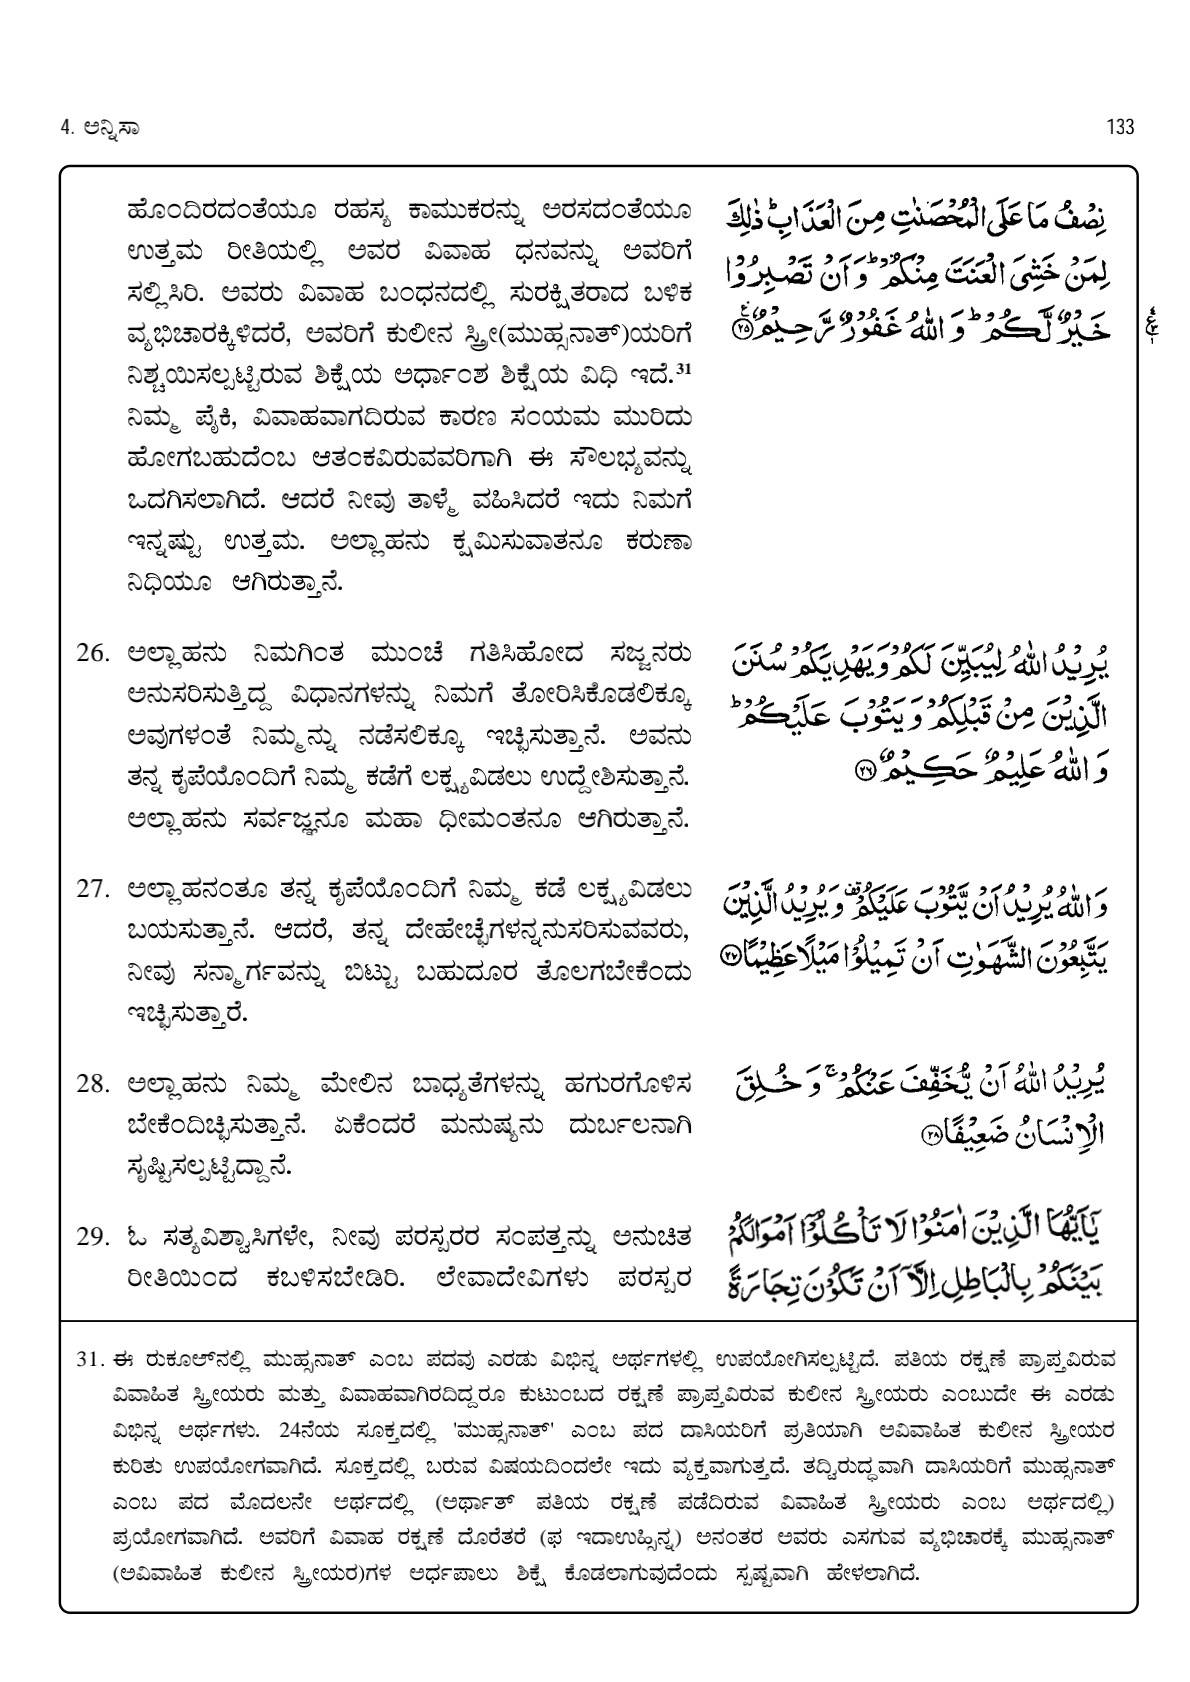 4. ಅನ್ನಿಸಾ
133
ಹೊಂದಿರದಂತೆಯೂ ರಹಸ್ಯ ಕಾಮುಕರನ್ನು ಅರಸದಂತೆಯೂ
ಉತ್ತಮ ರೀತಿಯಲ್ಲಿ ಅವರ ವಿವಾಹ ಧನವನ್ನು ಅವರಿಗೆ
ಸಲ್ಲಿಸಿರಿ. ಅವರು ವಿವಾಹ ಬಂಧನದಲ್ಲಿ ಸುರಕ್ಷಿತರಾದ ಬಳಿಕ
ವ್ಯಭಿಚಾರಕ್ಕಿಳಿದರೆ, ಅವರಿಗೆ ಕುಲೀನ ಸ್ತ್ರೀ(ಮುಹ್ಸನಾತ್)ಯರಿಗೆ
ನಿಶ್ಚಯಿಸಲ್ಪಟ್ಟಿರುವ ಶಿಕ್ಷೆಯ ಅರ್ಧಾಂಶ ಶಿಕ್ಷೆಯ ವಿಧಿ ಇದೆ.31
ನಿಮ್ಮ ಪೈಕಿ, ವಿವಾಹವಾಗದಿರುವ ಕಾರಣ ಸಂಯಮ ಮುರಿದು
ಹೋಗಬಹುದೆಂಬ ಆತಂಕವಿರುವವರಿಗಾಗಿ ಈ ಸೌಲಭ್ಯವನ್ನು
ಒದಗಿಸಲಾಗಿದೆ. ಆದರೆ ನೀವು ತಾಳ್ಮೆ ವಹಿಸಿದರೆ ಇದು ನಿಮಗೆ
ಇನ್ನಷ್ಟು ಉತ್ತಮ. ಅಲ್ಲಾಹನು ಕ್ಷಮಿಸುವಾತನೂ ಕರುಣಾ
ನಿಧಿಯೂ ಆಗಿರುತ್ತಾನೆ.
نِصْفُ مَا عَلَى الْمُحْصَنٰتِ مِنَ الْعَذَابِ ؕ ذٰلِكَ
لِمَنْ خَشِىَ الْعَنَتَ مِنْكُمْ ؕ وَاَنْ تَصْبِرُوْا
خَيْرٌ لَّكُمْ ؕ وَاللّٰهُ غَفُوْرٌ رَّحِيْمٌ ﴿۲۵﴾
26. ಅಲ್ಲಾಹನು ನಿಮಗಿಂತ ಮುಂಚೆ ಗತಿಸಿಹೋದ ಸಜ್ಜನರು
ಅನುಸರಿಸುತ್ತಿದ್ದ ವಿಧಾನಗಳನ್ನು ನಿಮಗೆ ತೋರಿಸಿಕೊಡಲಿಕ್ಕೂ
ಅವುಗಳಂತೆ ನಿಮ್ಮನ್ನು ನಡೆಸಲಿಕ್ಕೂ ಇಚ್ಛಿಸುತ್ತಾನೆ. ಅವನು
ತನ್ನ ಕೃಪೆಯೊಂದಿಗೆ ನಿಮ್ಮ ಕಡೆಗೆ ಲಕ್ಷ್ಯವಿಡಲು ಉದ್ದೇಶಿಸುತ್ತಾನೆ.
ಅಲ್ಲಾಹನು ಸರ್ವಜ್ಞನೂ ಮಹಾ ಧೀಮಂತನೂ ಆಗಿರುತ್ತಾನೆ.
يُرِيْدُ اللّٰهُ لِيُبَيِّنَ لَكُمْ وَيَهْدِيَكُمْ سُنَنَ
الَّذِيْنَ مِنْ قَبْلِكُمْ وَيَتُوْبَ عَلَيْكُمْ ؕ
وَاللّٰهُ عَلِيْمٌ حَكِيْمٌ ﴿۲۶﴾
27. ಅಲ್ಲಾಹನಂತೂ ತನ್ನ ಕೃಪೆಯೊಂದಿಗೆ ನಿಮ್ಮ ಕಡೆ ಲಕ್ಷ್ಯವಿಡಲು
ಬಯಸುತ್ತಾನೆ. ಆದರೆ, ತನ್ನ ದೇಹೇಚ್ಛೆಗಳನ್ನನುಸರಿಸುವವರು,
ನೀವು ಸನ್ಮಾರ್ಗವನ್ನು ಬಿಟ್ಟು ಬಹುದೂರ ತೊಲಗಬೇಕೆಂದು
ಇಚ್ಛಿಸುತ್ತಾರೆ.
وَاللّٰهُ يُرِيْدُ اَنْ يَّتُوْبَ عَلَيْكُمْ وَيُرِيْدُ الَّذِيْنَ
يَتَّبِعُوْنَ الشَّهَوٰتِ اَنْ تَمِيْلُوْا مَيْلًا عَظِيْمًا ﴿۲۷﴾
28. ಅಲ್ಲಾಹನು ನಿಮ್ಮ ಮೇಲಿನ ಬಾಧ್ಯತೆಗಳನ್ನು ಹಗುರಗೊಳಿಸ
ಬೇಕೆಂದಿಚ್ಛಿಸುತ್ತಾನೆ. ಏಕೆಂದರೆ ಮನುಷ್ಯನು ದುರ್ಬಲನಾಗಿ
ಸೃಷ್ಟಿಸಲ್ಪಟ್ಟಿದ್ದಾನೆ.
يُرِيْدُ اللّٰهُ اَنْ يُّخَفِّفَ عَنْكُمْ ۚ وَخُلِقَ
الْاِنْسَانُ ضَعِيْفًا ﴿۲۸﴾
29. ಓ ಸತ್ಯವಿಶ್ವಾಸಿಗಳೇ, ನೀವು ಪರಸ್ಪರರ ಸಂಪತ್ತನ್ನು ಅನುಚಿತ
ರೀತಿಯಿಂದ ಕಬಳಿಸಬೇಡಿರಿ. ಲೇವಾದೇವಿಗಳು ಪರಸ್ಪರ
يٰۤاَيُّهَا الَّذِيْنَ اٰمَنُوْا لَا تَاْكُلُوْۤا اَمْوَالَكُمْ
بَيْنَكُمْ بِالْبَاطِلِ اِلَّاۤ اَنْ تَكُوْنَ تِجَارَةً
31. ಈ ರುಕೂಅ್‌ನಲ್ಲಿ ಮುಹ್ಸನಾತ್ ಎಂಬ ಪದವು ಎರಡು ವಿಭಿನ್ನ ಅರ್ಥಗಳಲ್ಲಿ ಉಪಯೋಗಿಸಲ್ಪಟ್ಟಿದೆ. ಪತಿಯ ರಕ್ಷಣೆ ಪ್ರಾಪ್ತವಿರುವ
ವಿವಾಹಿತ ಸ್ತ್ರೀಯರು ಮತ್ತು ವಿವಾಹವಾಗಿರದಿದ್ದರೂ ಕುಟುಂಬದ ರಕ್ಷಣೆ ಪ್ರಾಪ್ತವಿರುವ ಕುಲೀನ ಸ್ತ್ರೀಯರು ಎಂಬುದೇ ಈ ಎರಡು
ವಿಭಿನ್ನ ಅರ್ಥಗಳು. 24ನೆಯ ಸೂಕ್ತದಲ್ಲಿ 'ಮುಹ್ಸನಾತ್' ಎಂಬ ಪದ ದಾಸಿಯರಿಗೆ ಪ್ರತಿಯಾಗಿ ಅವಿವಾಹಿತ ಕುಲೀನ ಸ್ತ್ರೀಯರ
ಕುರಿತು ಉಪಯೋಗವಾಗಿದೆ. ಸೂಕ್ತದಲ್ಲಿ ಬರುವ ವಿಷಯದಿಂದಲೇ ಇದು ವ್ಯಕ್ತವಾಗುತ್ತದೆ. ತದ್ವಿರುದ್ಧವಾಗಿ ದಾಸಿಯರಿಗೆ ಮುಹ್ಸನಾತ್
ಎಂಬ ಪದ ಮೊದಲನೇ ಅರ್ಥದಲ್ಲಿ (ಅರ್ಥಾತ್ ಪತಿಯ ರಕ್ಷಣೆ ಪಡೆದಿರುವ ವಿವಾಹಿತ ಸ್ತ್ರೀಯರು ಎಂಬ ಅರ್ಥದಲ್ಲಿ)
ಪ್ರಯೋಗವಾಗಿದೆ. ಅವರಿಗೆ ವಿವಾಹ ರಕ್ಷಣೆ ದೊರೆತರೆ (ಫ ಇದಾಉಹ್ಸಿನ್ನ) ಅನಂತರ ಅವರು ಎಸಗುವ ವ್ಯಭಿಚಾರಕ್ಕೆ ಮುಹ್ಸನಾತ್
(ಅವಿವಾಹಿತ ಕುಲೀನ ಸ್ತ್ರೀಯರ)ಗಳ ಅರ್ಧಪಾಲು ಶಿಕ್ಷೆ ಕೊಡಲಾಗುವುದೆಂದು ಸ್ಪಷ್ಟವಾಗಿ ಹೇಳಲಾಗಿದೆ.